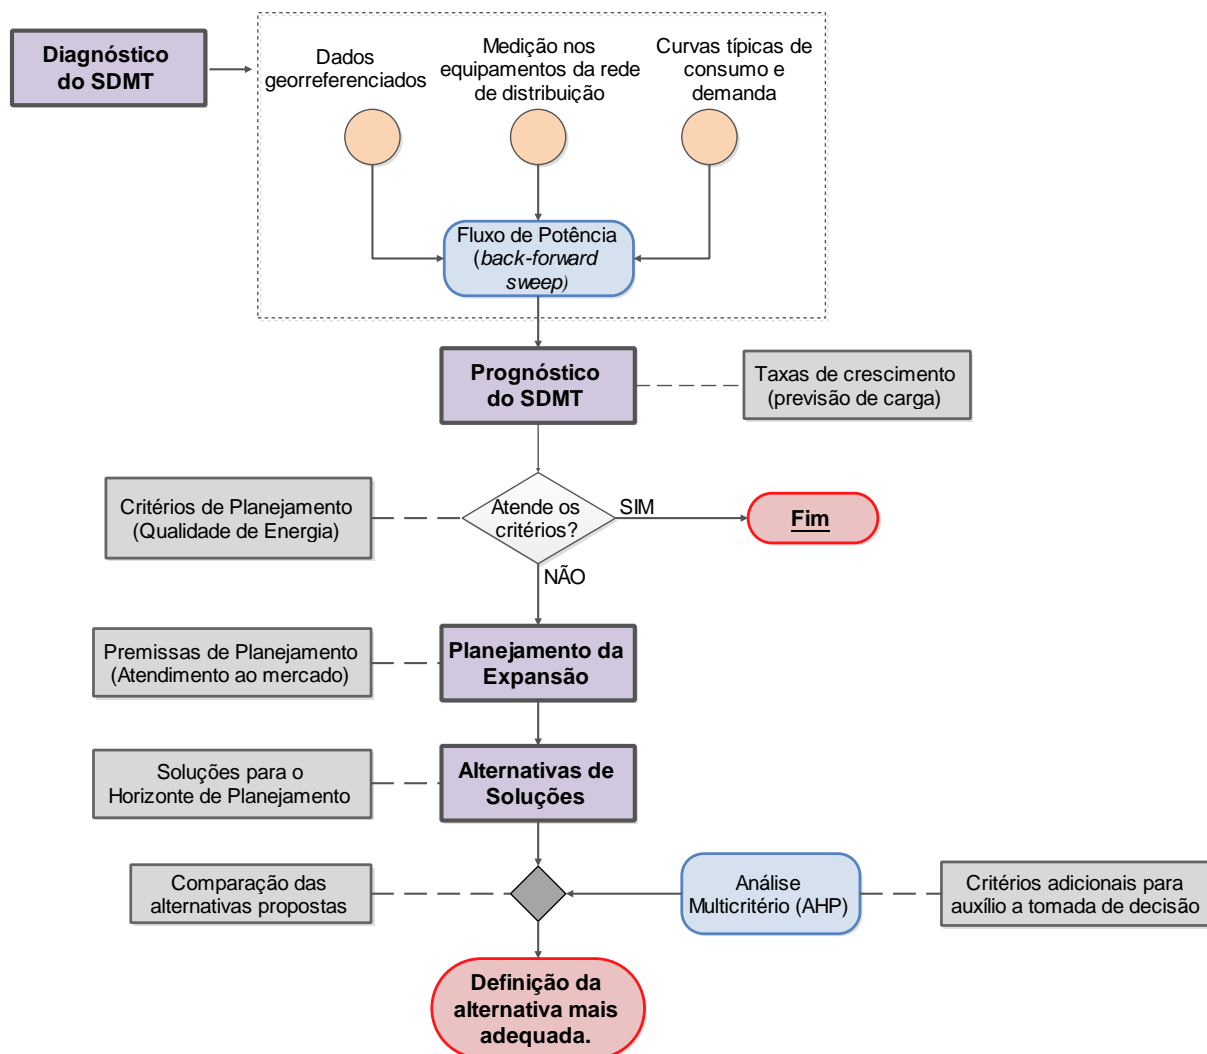 Diagnóstico
do SDMT
Dados
georreferenciados
Medição nos
equipamentos da rede
de distribuição
Curvas típicas de
consumo e
demanda
Fluxo de Potência
(back-forward
sweep)
Prognóstico
do SDMT
Taxas de crescimento
(previsão de carga)
Critérios de Planejamento
(Qualidade de Energia)
Atende os
critérios?
SIM
Fim
NÃO
Premissas de Planejamento
(Atendimento ao mercado)
Planejamento da
Expansão
Soluções para o
Horizonte de Planejamento
Alternativas de
Soluções
Comparação das
alternativas propostas
Análise
Multicritério (AHP)
Critérios adicionais para
auxílio a tomada de decisão
Definição da
alternativa mais
adequada.